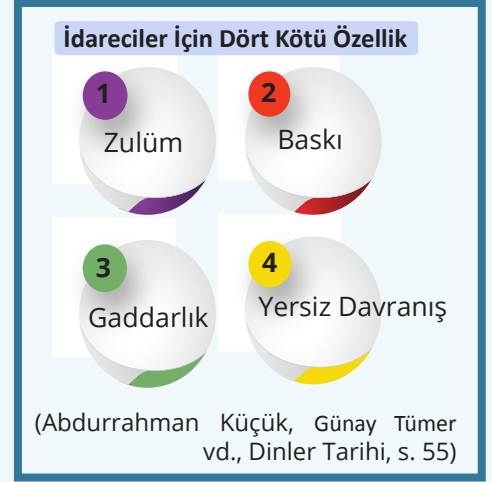 İdareciler İçin Dört Kötü Özellik
1
Zulüm
2
Baskı
3
Gaddarlık
4
Yersiz Davranış
(Abdurrahman Küçük, Günay Tümer
vd., Dinler Tarihi, s. 55)